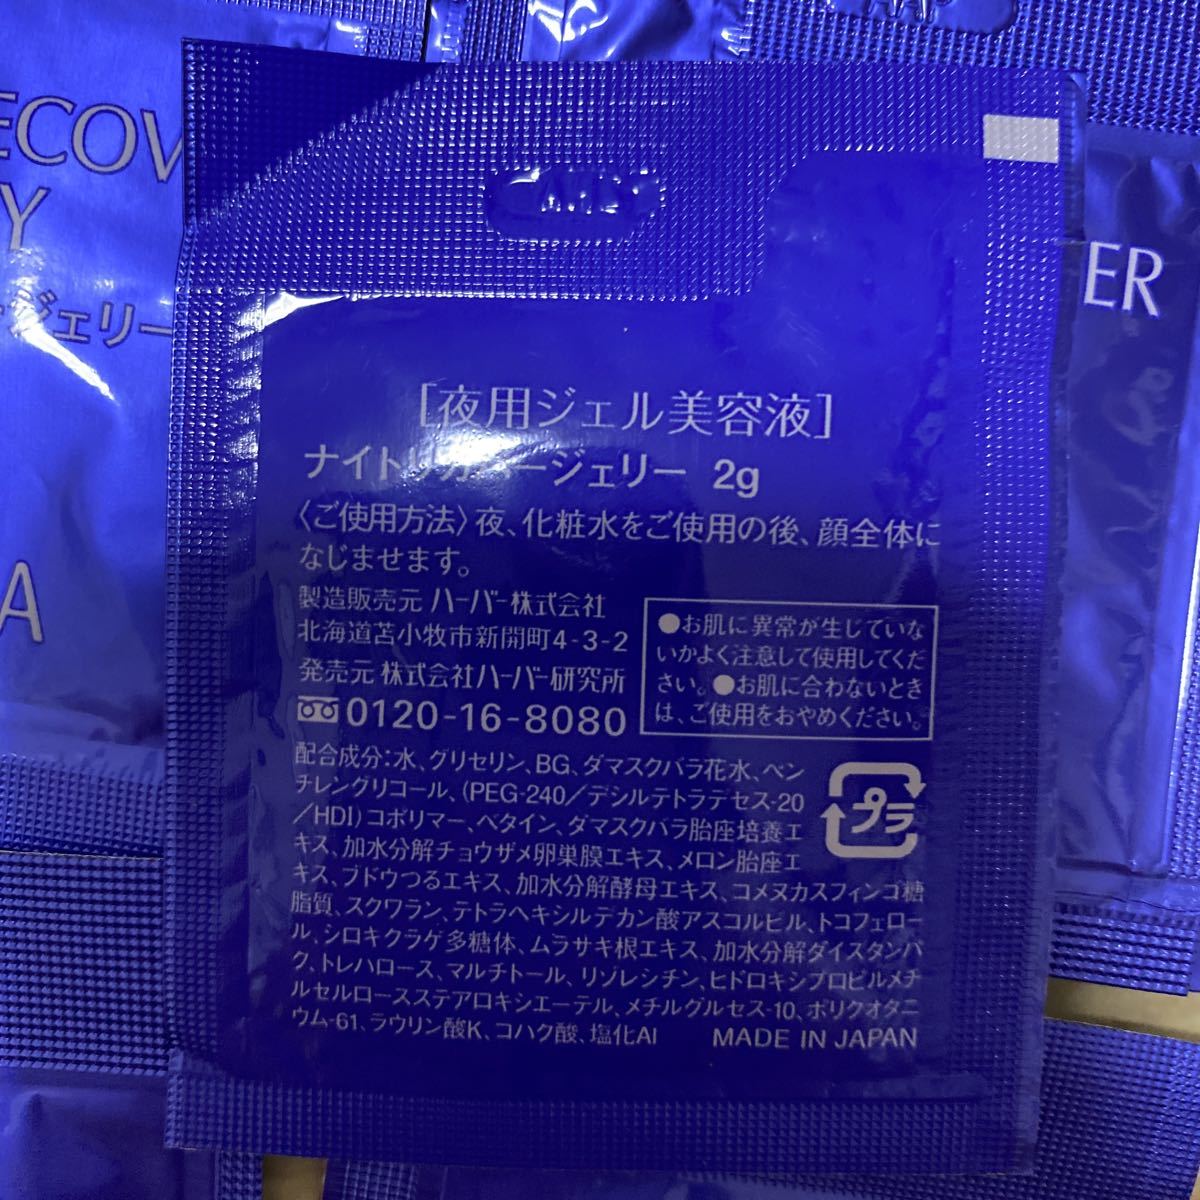 ECOV
Y
ージェリー
A
ER
［夜用ジェル美容液］
ナイトリカバージェリー 2g
〈ご使用方法〉夜、化粧水をご使用の後、顔全体に
なじませます。
製造販売元 ハーバー株式会社
北海道苫小牧市新開町4-3-2
発売元 株式会社ハーバー研究所
0120-16-8080
●お肌に異常が生じていな
いかよく注意して使用してくだ
さい。●お肌に合わないとき
は、ご使用をおやめください。
配合成分：水、グリセリン、BG、ダマスクバラ花水、ペン
チレングリコール、（PEG-240／デシルテトラデセス-20
／HDI）コポリマー、ベタイン、ダマスクバラ胎座培養エ
キス、加水分解チョウザメ卵巣膜エキス、メロン胎座エ
キス、ブドウつるエキス、加水分解酵母エキス、コメヌカスフィンゴ糖
脂質、スクワラン、テトラヘキシルデカン酸アスコルビル、トコフェロー
ル、シロキクラゲ多糖体、ムラサキ根エキス、加水分解ダイズタンパ
ク、トレハロース、マルチトール、リゾレシチン、ヒドロキシプロピルメチ
ルセルロースステアロキシエーテル、メチルグルセス-10、ポリクオタニ
ウム-61、ラウリン酸K、コハク酸、塩化Al MADE IN JAPAN
プラ